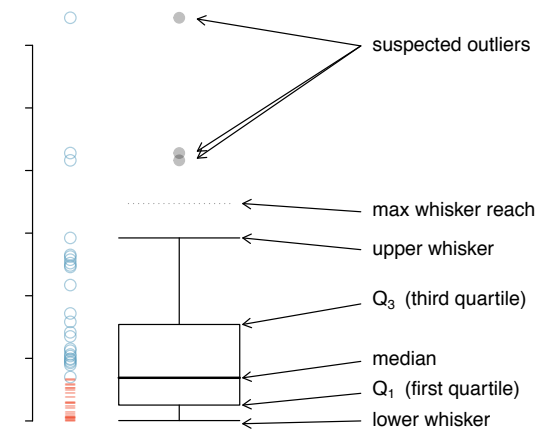 suspected outliers
max whisker reach
upper whisker
Q3 (third quartile)
median
Q1 (first quartile)
lower whisker